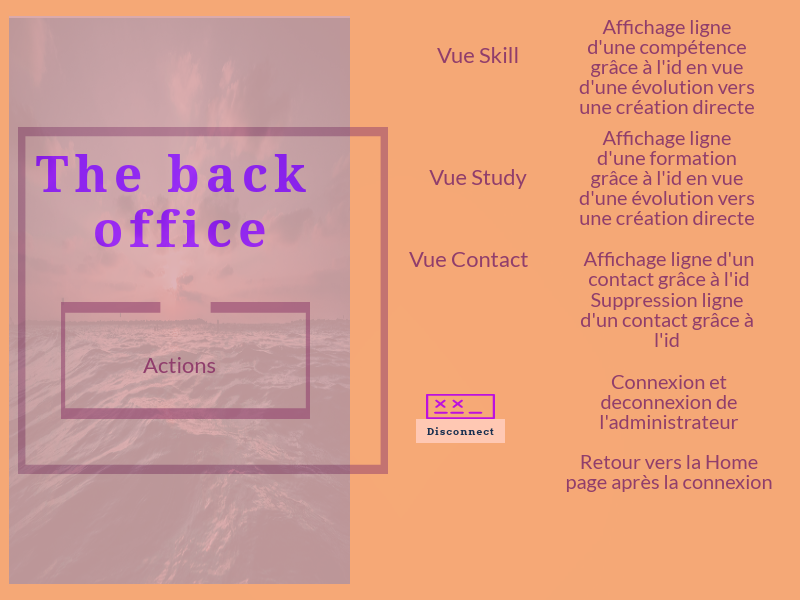 The back
office
Actions
Vue Skill
Affichage ligne
d'une compétence
grâce à l'id en vue
d'une évolution vers
une création directe
Vue Study
Affichage ligne
d'une formation
grâce à l'id en vue
d'une évolution vers
une création directe
Vue Contact
Affichage ligne d'un
contact grâce à l'id
Suppression ligne
d'un contact grâce à
l'id
Disconnect
Connexion et
deconnexion de
l'administrateur
Retour vers la Home
page après la connexion